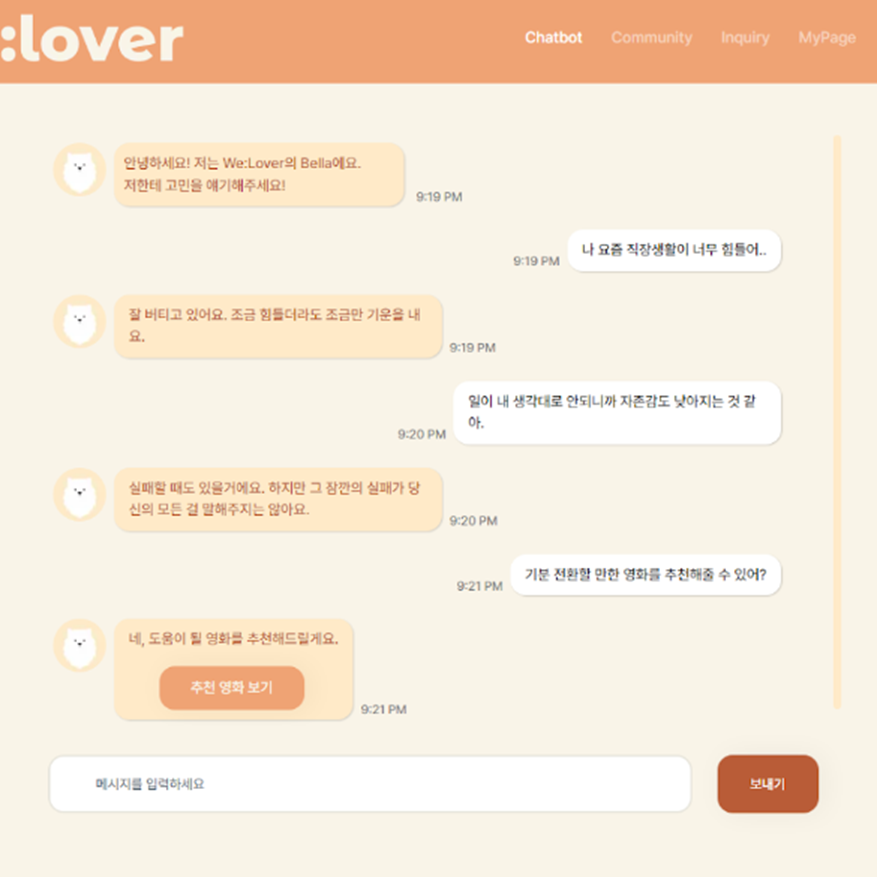 :lover
Chatbot Community Inquiry MyPage
안녕하세요! 저는 We:Lover의 Bella에요.
저한테 고민을 얘기해주세요!
9:19 PM
나 요즘 직장생활이 너무 힘들어..
9:19 PM
잘 버티고 있어요. 조금 힘들더라도 조금만 기운을 내
요.
9:19 PM
일이 내 생각대로 안되니까 자존감도 낮아지는 것 같
아.
9:20 PM
실패할 때도 있을거에요. 하지만 그 잠깐의 실패가 당
신의 모든 걸 말해주지는 않아요.
9:20 PM
기분 전환할 만한 영화를 추천해줄 수 있어?
9:21 PM
네, 도움이 될 영화를 추천해드릴게요.
추천 영화 보기
9:21 PM
메시지를 입력하세요
보내기